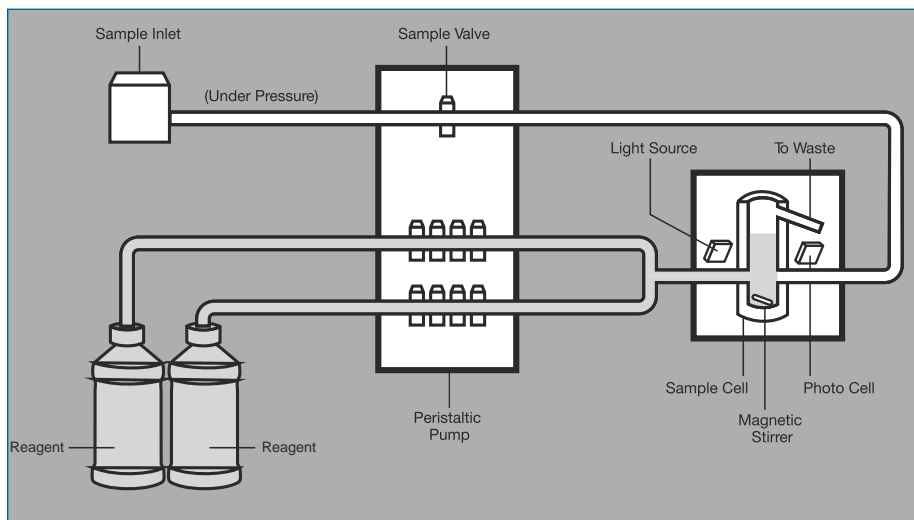 Sample Inlet
Sample Valve
(Under Pressure)
Light Source
To Waste
Sample Cell
Photo Cell
Peristaltic
Pump
Magnetic
Stirrer
Reagent
Reagent